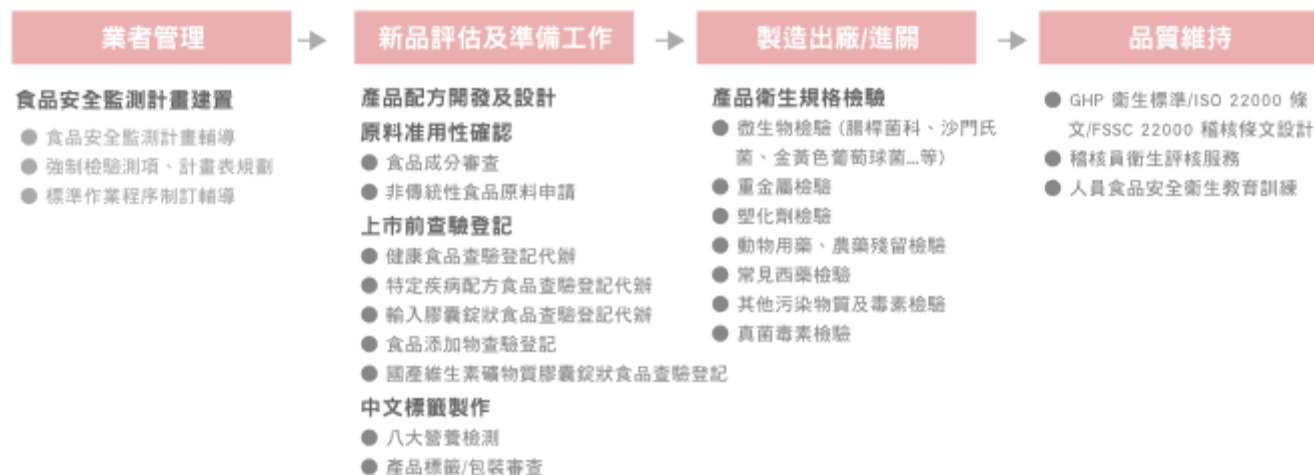 業者管理
食品安全監測計畫建置
食品安全監測計畫輔導
強制檢驗測項、計畫表規劃
標準作業程序制訂輔導
新品評估及準備工作
產品配方開發及設計
原料准用性確認
食品成分審查
非傳統性食品原料申請
上市前查驗登記
健康食品查驗登記代辦
特定疾病配方食品查驗登記代辦
輸入膠囊錠狀食品查驗登記代辦
食品添加物查驗登記
國產維生素礦物質膠囊錠狀食品查驗登記
中文標籤製作
八大營養檢測
產品標籤/包裝審查
製造出廠/進關
產品衛生規格檢驗
微生物檢驗 (腸桿菌科、沙門氏
菌、金黃色葡萄球菌...等)
重金屬檢驗
塑化劑檢驗
動物用藥、農藥殘留檢驗
常見西藥檢驗
其他污染物質及毒素檢驗
真菌毒素檢驗
品質維持
GHP 衛生標準/ISO 22000 條
文/FSSC 22000 稽核條文設計
稽核員衛生評核服務
人員食品安全衛生教育訓練